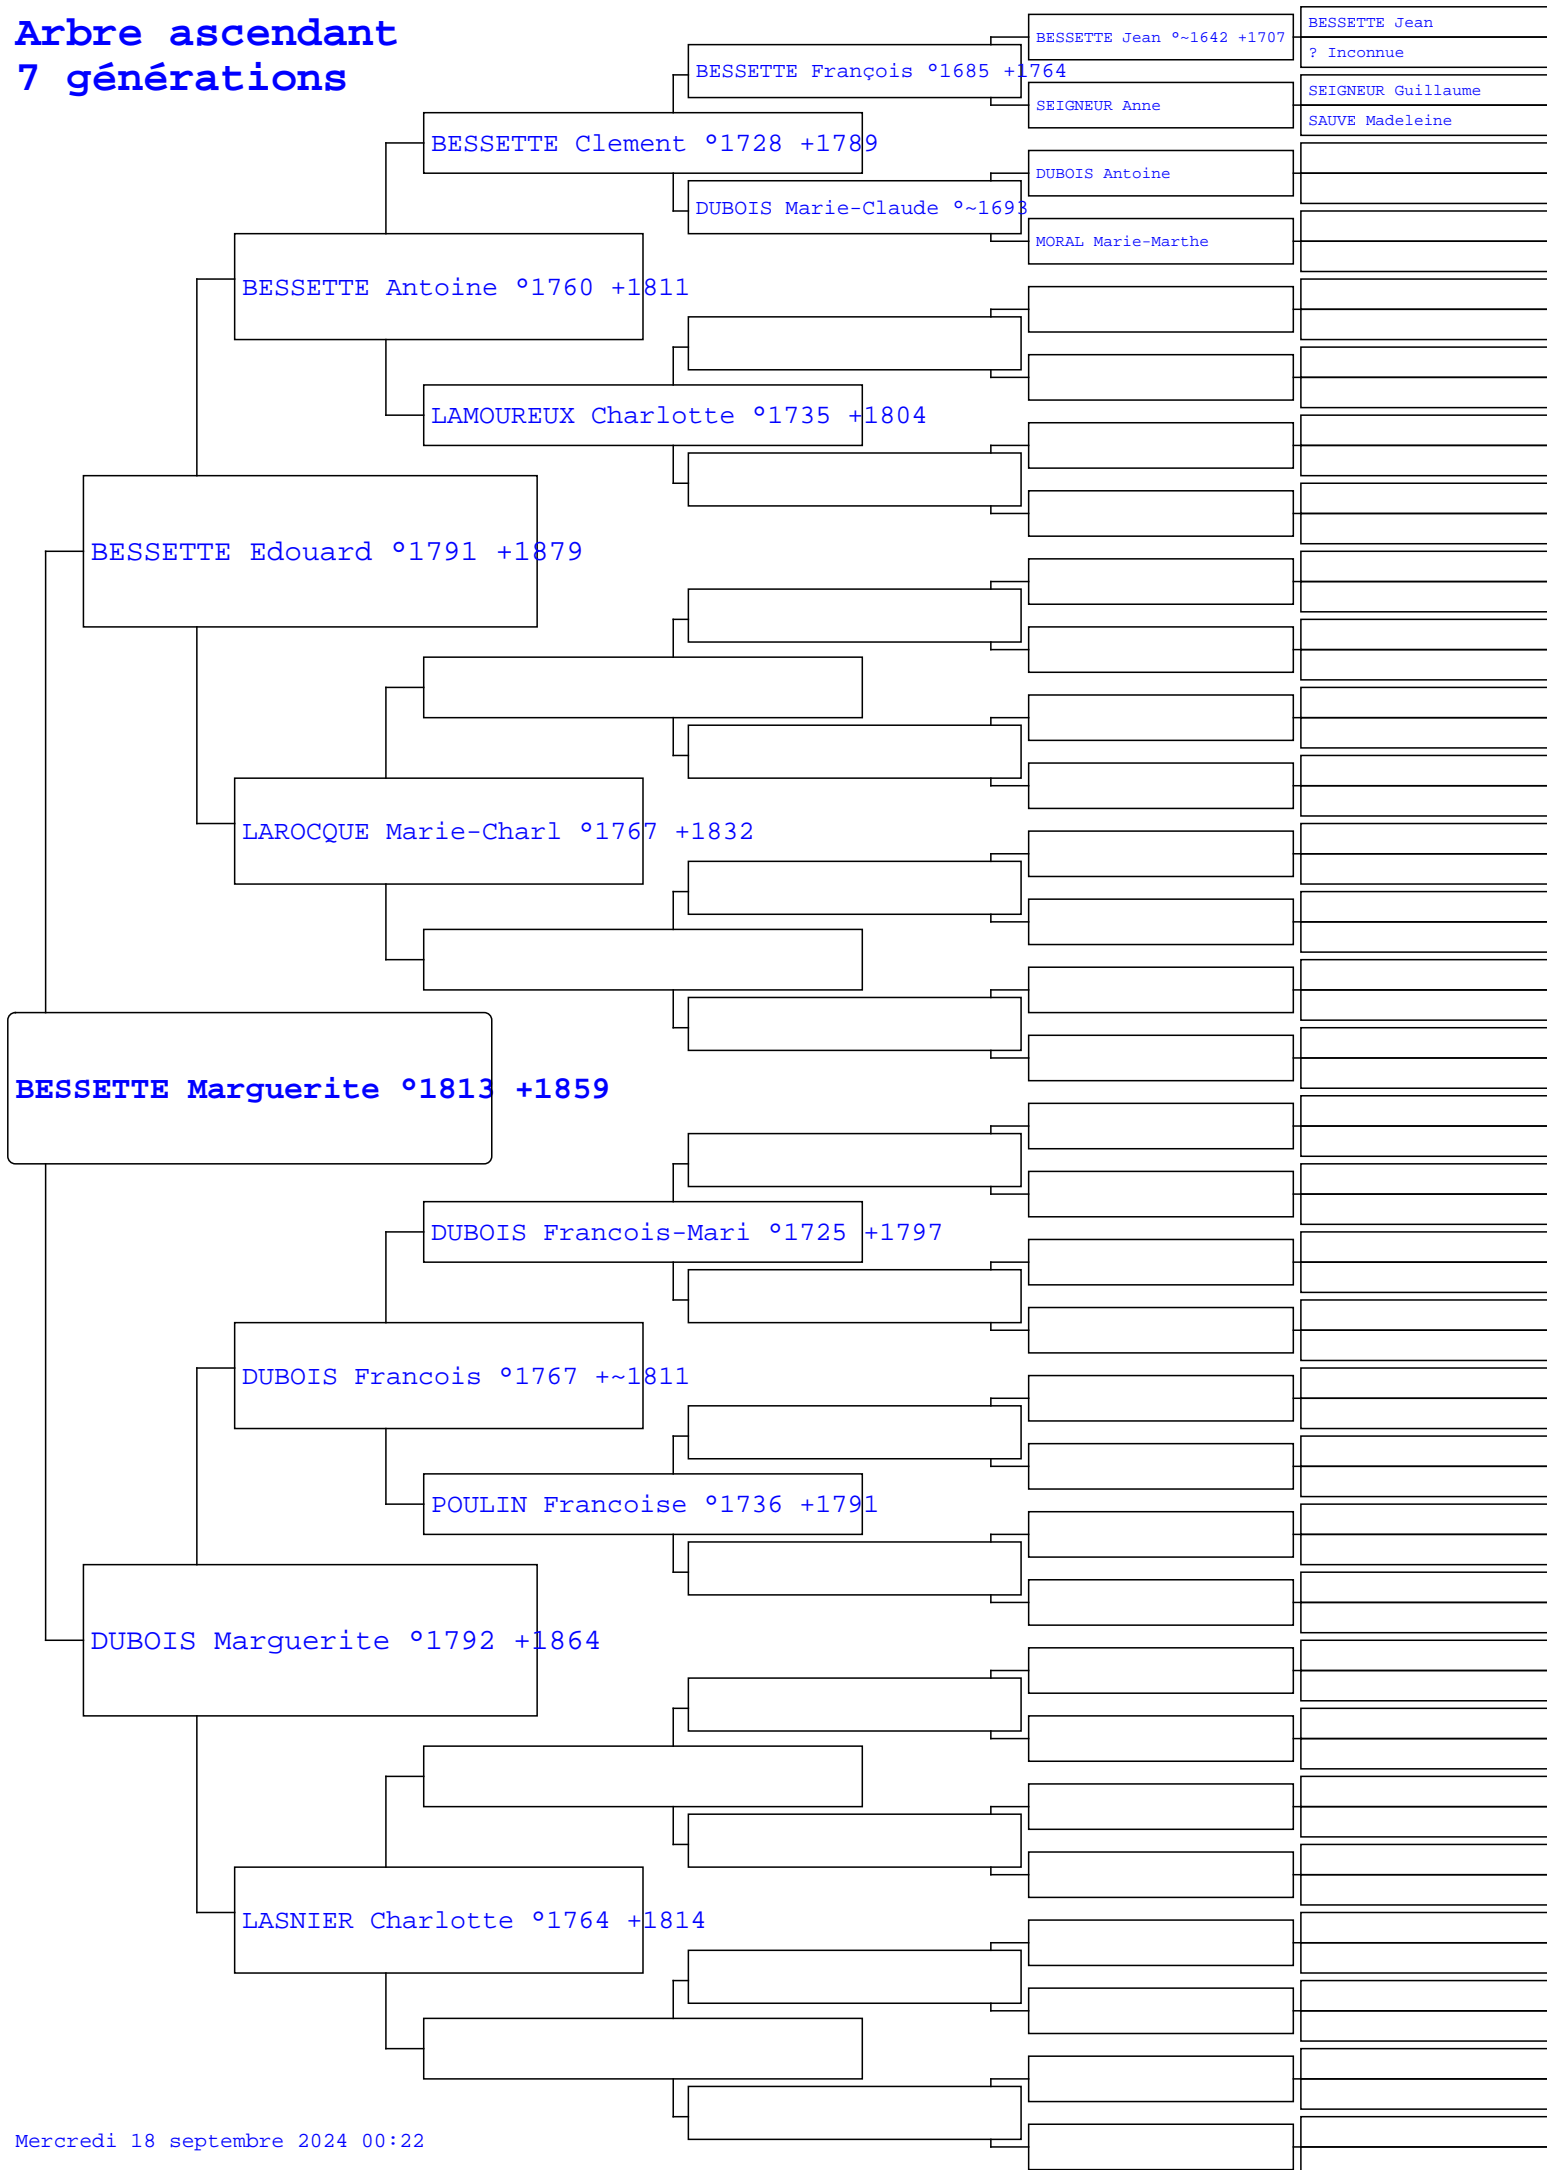 Arbre ascendant
7 générations
BESSETTE Jean
BESSETTE Jean °~1642 +1707
? Inconnue
BESSETTE François °1685 +1764
SEIGNEUR Guillaume
SEIGNEUR Anne
SAUVE Madeleine
BESSETTE Clement °1728 +1789
DUBOIS Antoine
DUBOIS Marie-Claude °~1693
MORAL Marie-Marthe
BESSETTE Antoine °1760 +1811
LAMOUREUX Charlotte °1735 +1804
BESSETTE Edouard °1791 +1879
LAROCQUE Marie-Charl °1767 +1832
BESSETTE Marguerite °1813 +1859
DUBOIS Francois-Mari °1725 +1797
DUBOIS Francois °1767 +~1811
POULIN Francoise °1736 +1791
DUBOIS Marguerite °1792 +1864
LASNIER Charlotte °1764 +1814
Mercredi 18 septembre 2024 00:22